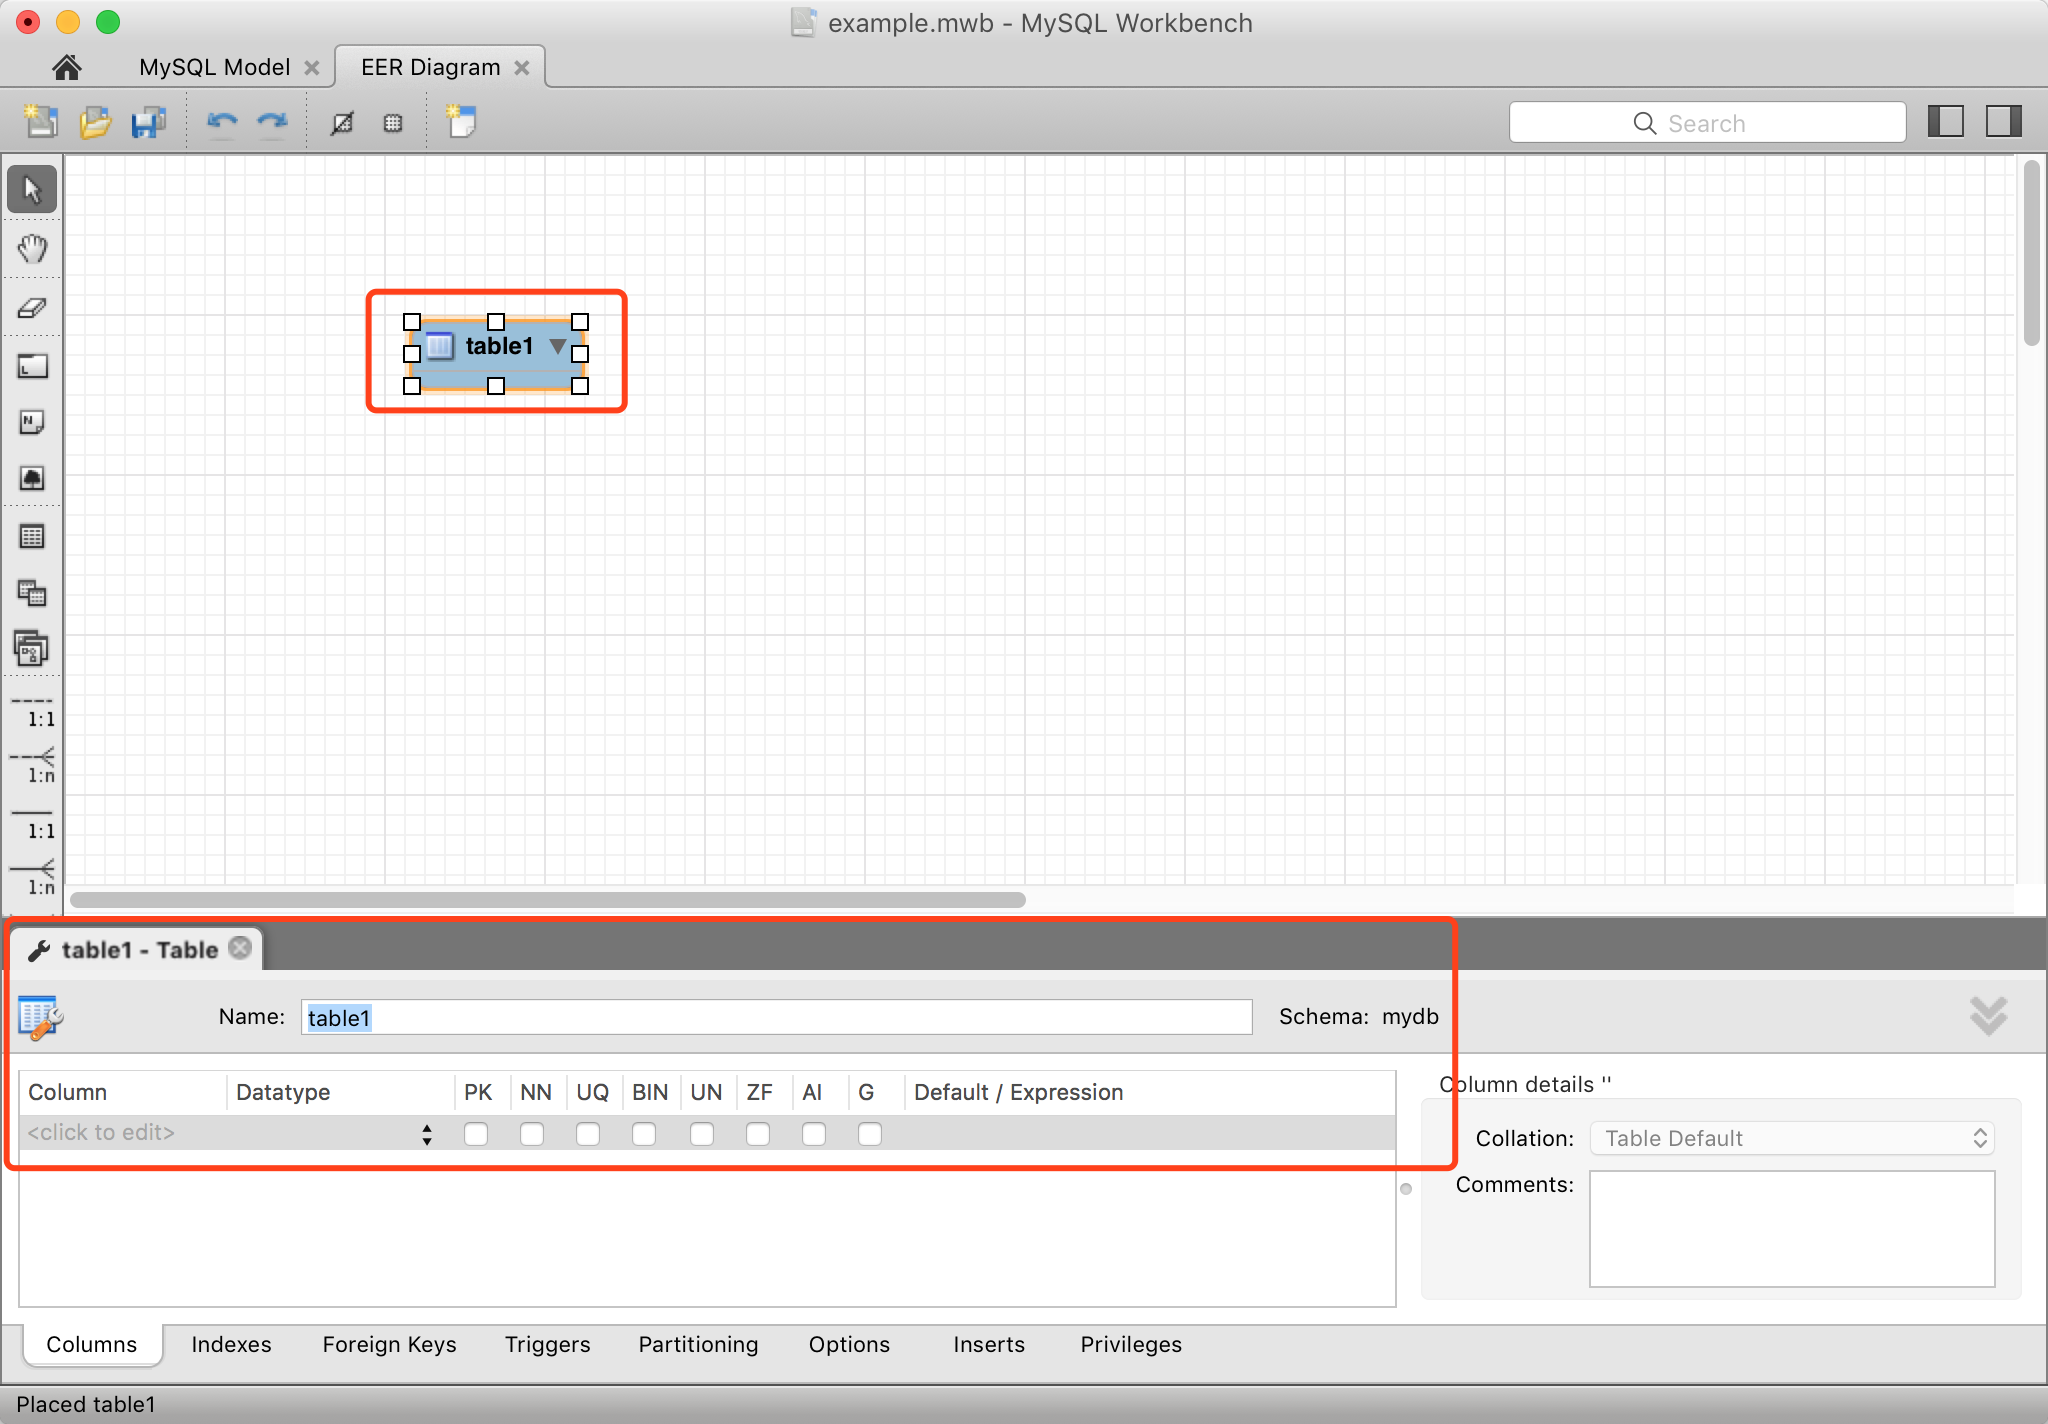 example.mwb - MySQL Workbench
MySQL Model
EER Diagram
Search
table1
N
1:1
1:n
1:1
1:n
table1 - Table
Name: table1 Schema: mydb
Column Datatype PK NN UQ BIN UN ZF AI G Default / Expression
<click to edit>
Column details ''
Collation: Table Default
Comments:
Columns Indexes Foreign Keys Triggers Partitioning Options Inserts Privileges
Placed table1